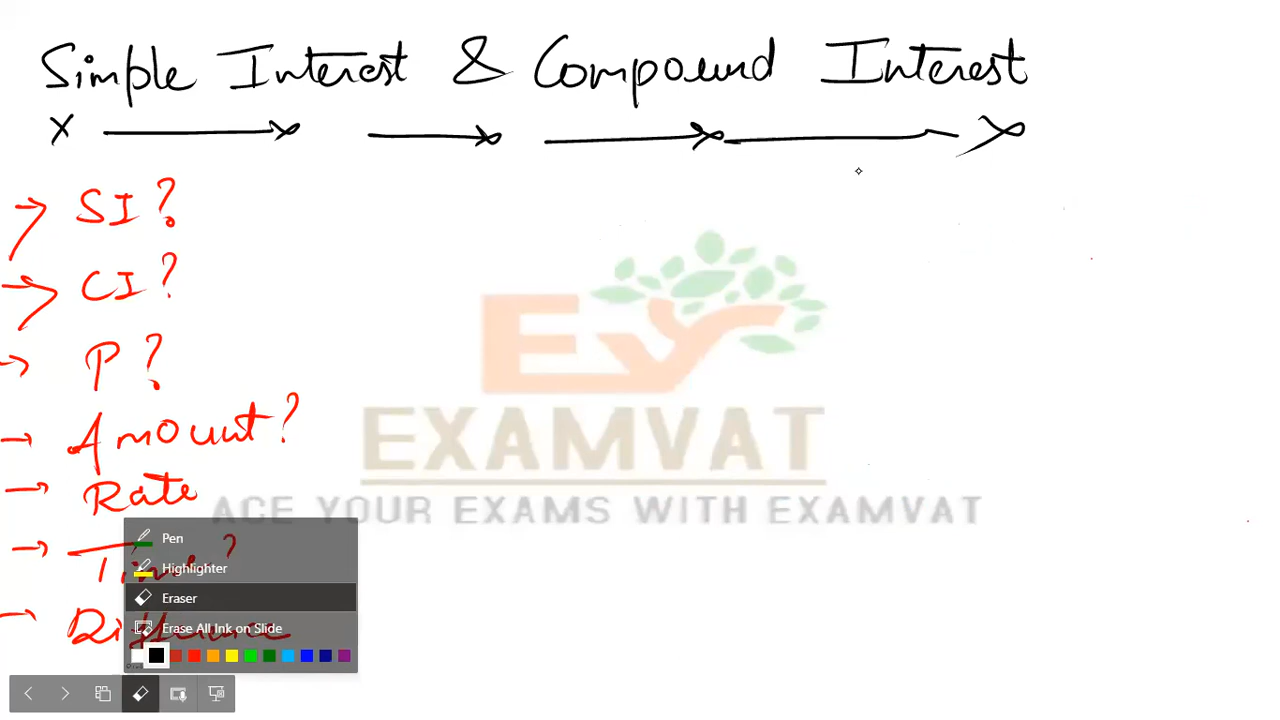 Simple Interest & Compound Interest
SI?
CI?
P?
Amount?
Rate
Time?
Difference
EXAMVAT
ACE YOUR EXAMS WITH EXAMVAT
Pen
Highlighter
Eraser
Erase All Ink on Slide